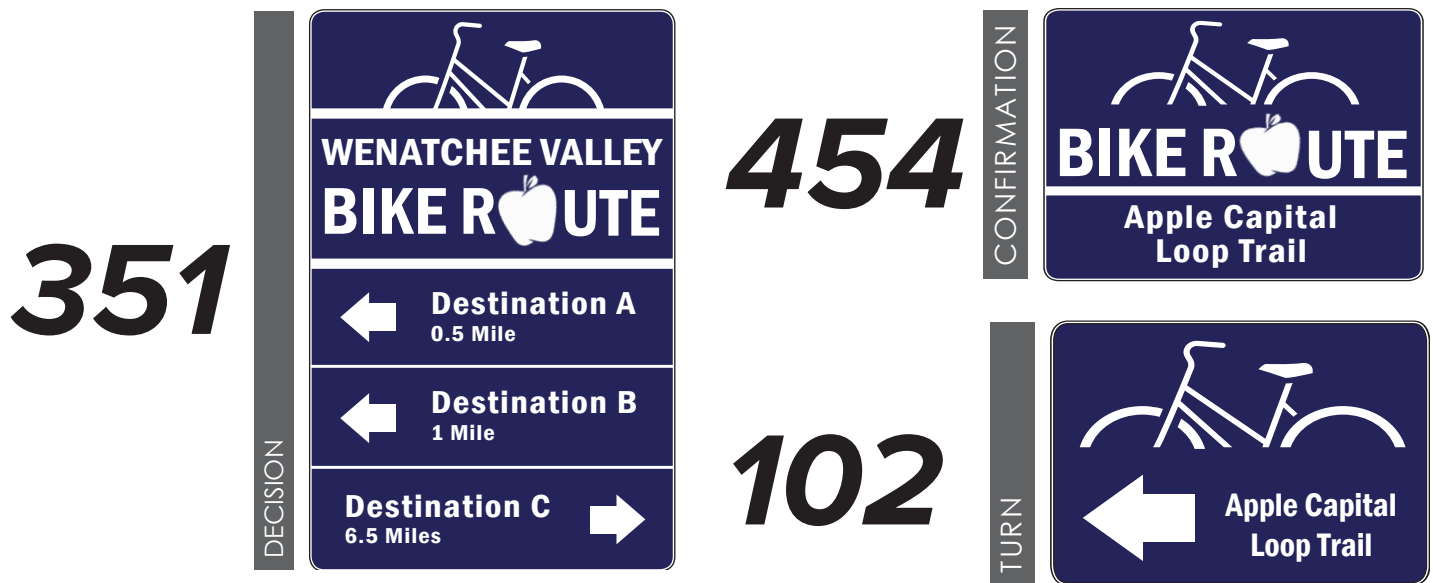 351
DECISION
WENATCHEE VALLEY
BIKE ROUTE
Destination A
0.5 Mile
Destination B
1 Mile
Destination C
6.5 Miles
454
CONFIRMATION
BIKE ROUTE
Apple Capital
Loop Trail
102
TURN
Apple Capital
Loop Trail